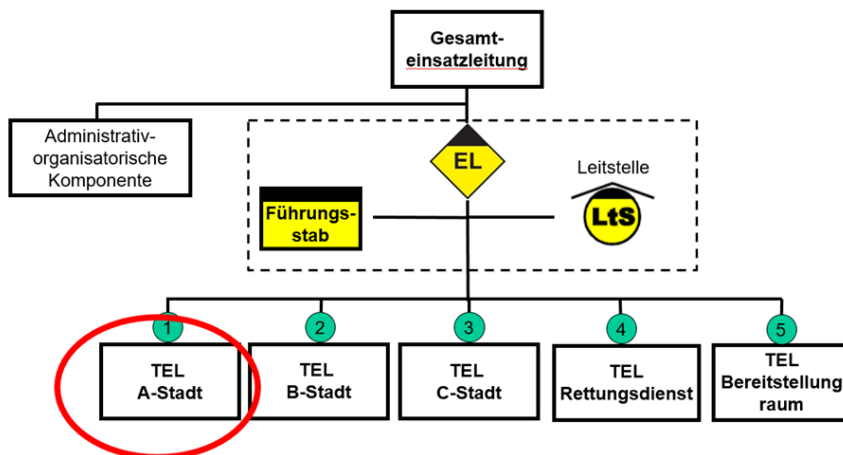 Gesamt-
einsatzleitung
Administrativ-
organisatorische
Komponente
EL
Leitstelle
Führungs-
stab
LtS
1
2
3
4
5
TEL
A-Stadt
TEL
B-Stadt
TEL
C-Stadt
TEL
Rettungsdienst
TEL
Bereitstellung
raum